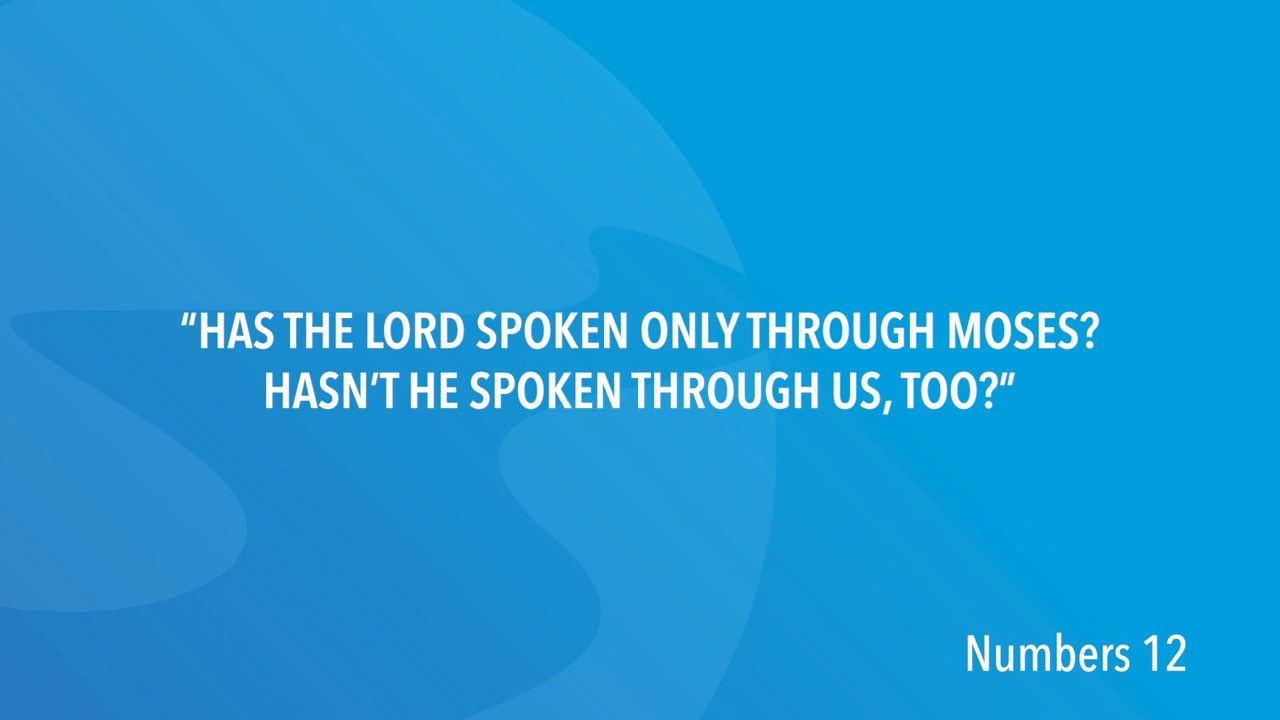 "HAS THE LORD SPOKEN ONLY THROUGH MOSES?
HASN'T HE SPOKEN THROUGH US, TOO?"
Numbers 12